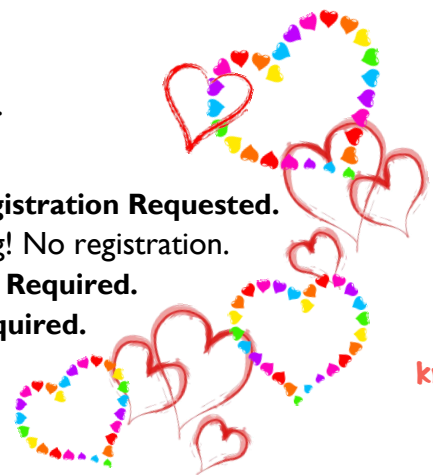 .
gistration Requested.
g! No registration.
Required.
quired.
k